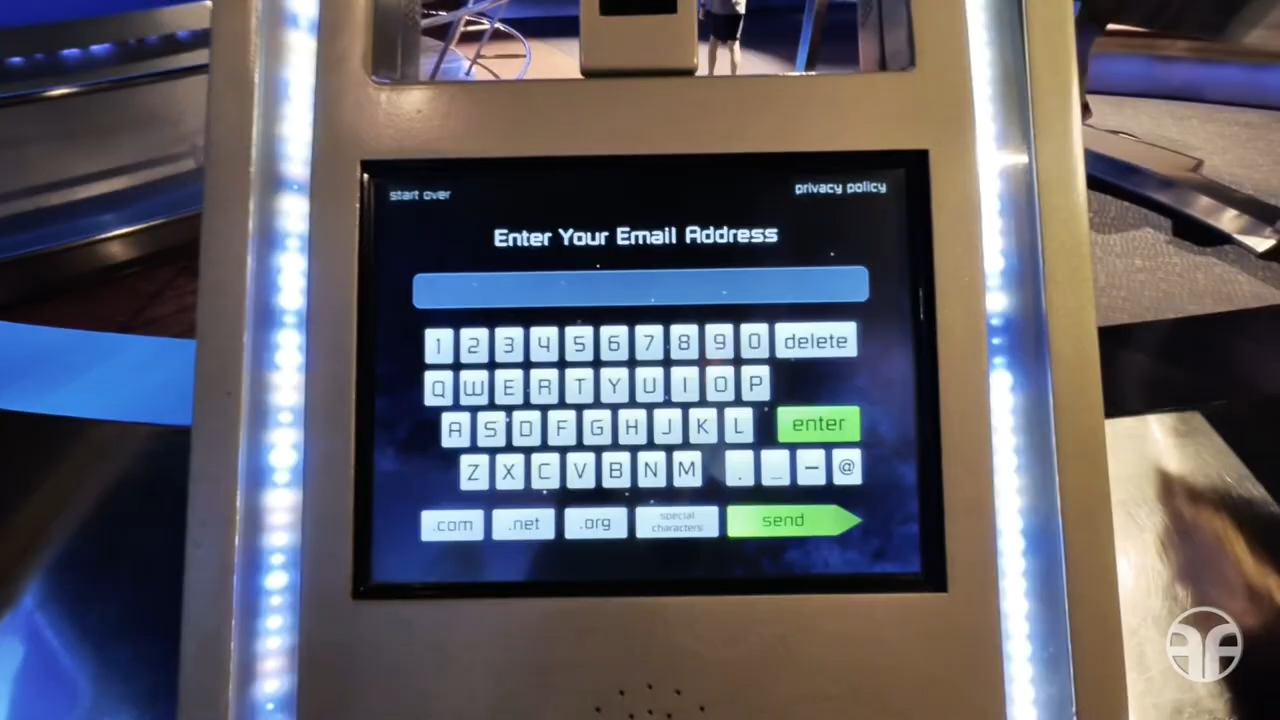 start over privacy policy
Enter Your Email Address
1 2 3 4 5 6 7 8 9 0 delete
Q W E R T Y U I O P
A S D F G H J K L enter
Z X C V B N M . _ – @
.com .net .org special characters send